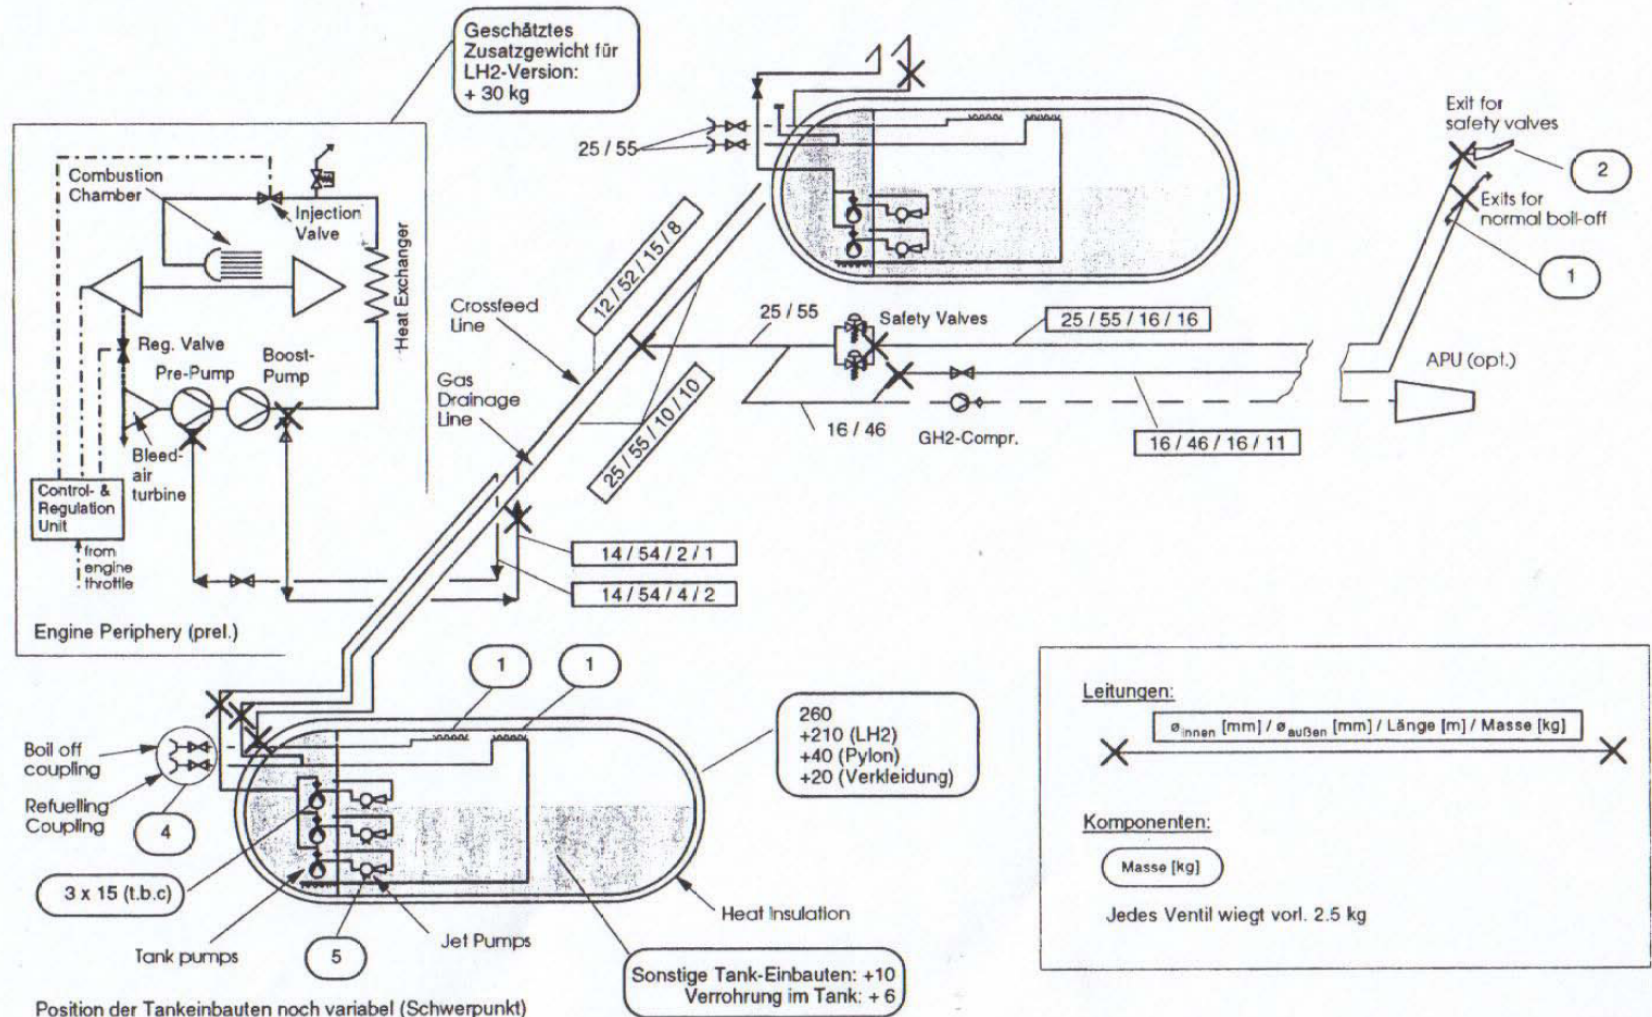 Geschätztes
Zusatzgewicht für
LH2-Version:
+ 30 kg
Combustion
Chamber
Injection
Valve
Heat Exchanger
Reg. Valve
Pre-Pump
Boost-
Pump
Bleed-
air
turbine
Control- &
Regulation
Unit
from
engine
throttle
Engine Periphery (prel.)
25 / 55
Crossfeed
Line
Gas
Drainage
Line
12 / 52 / 15 / 8
25 / 55 / 10 / 10
25 / 55
Safety Valves
25 / 55 / 16 / 16
16 / 46
GH2-Compr.
16 / 46 / 16 / 11
Exit for
safety valves
2
Exits for
normal boil-off
1
APU (opt.)
14 / 54 / 2 / 1
14 / 54 / 4 / 2
1
1
Boil off
coupling
Refuelling
Coupling
4
3 x 15 (t.b.c)
Tank pumps
5
Jet Pumps
Heat Insulation
260
+210 (LH2)
+40 (Pylon)
+20 (Verkleidung)
Sonstige Tank-Einbauten: +10
Verrohrung im Tank: + 6
Position der Tankeinbauten noch variabel (Schwerpunkt)
Leitungen:
ø innen [mm] / ø außen [mm] / Länge [m] / Masse [kg]
Komponenten:
Masse [kg]
Jedes Ventil wiegt vorl. 2.5 kg